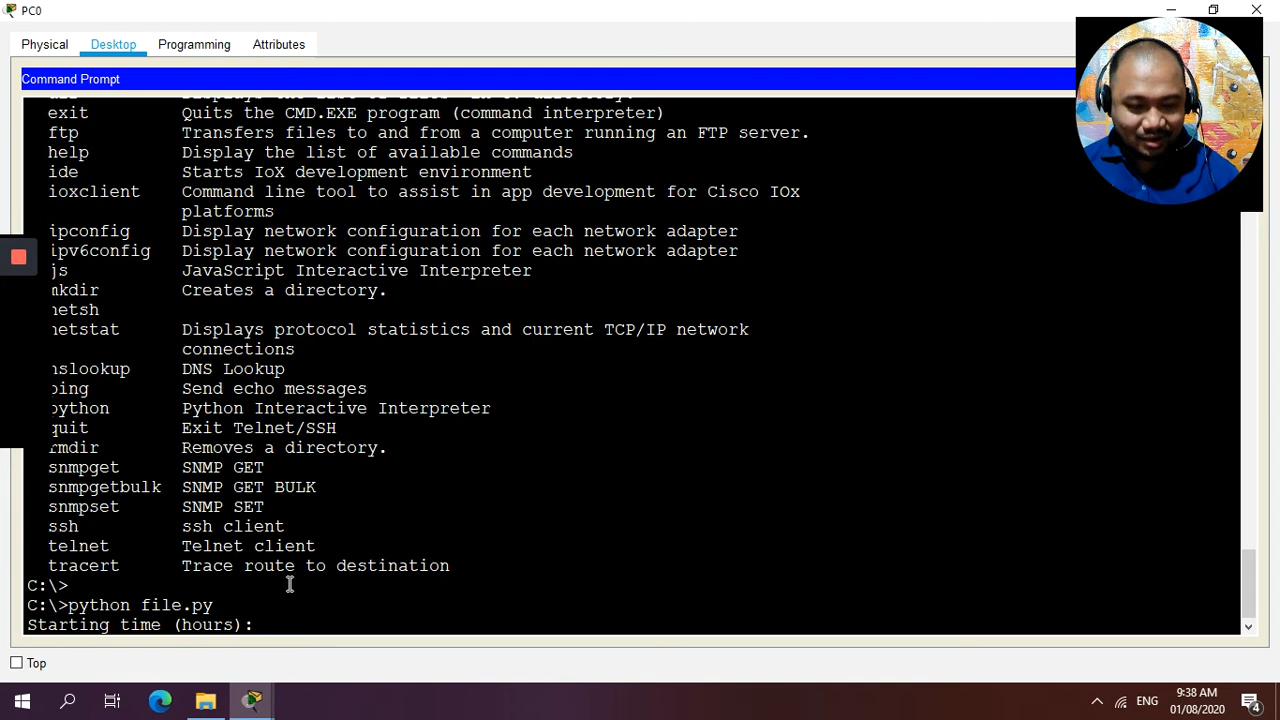 PC0
Physical
Desktop
Programming
Attributes
Command Prompt
exit Quits the CMD.EXE program (command interpreter)
ftp Transfers files to and from a computer running an FTP server.
help Display the list of available commands
ide Starts IoX development environment
ioxclient Command line tool to assist in app development for Cisco IOx
platforms
ipconfig Display network configuration for each network adapter
ipv6config Display network configuration for each network adapter
js JavaScript Interactive Interpreter
mkdir Creates a directory.
netsh
netstat Displays protocol statistics and current TCP/IP network
connections
nslookup DNS Lookup
ping Send echo messages
python Python Interactive Interpreter
quit Exit Telnet/SSH
rmdir Removes a directory.
snmpget SNMP GET
snmpgetbulk SNMP GET BULK
snmpset SNMP SET
ssh ssh client
telnet Telnet client
tracert Trace route to destination
C:\>
C:\>python file.py
Starting time (hours):
Top
ENG
9:38 AM
01/08/2020
4